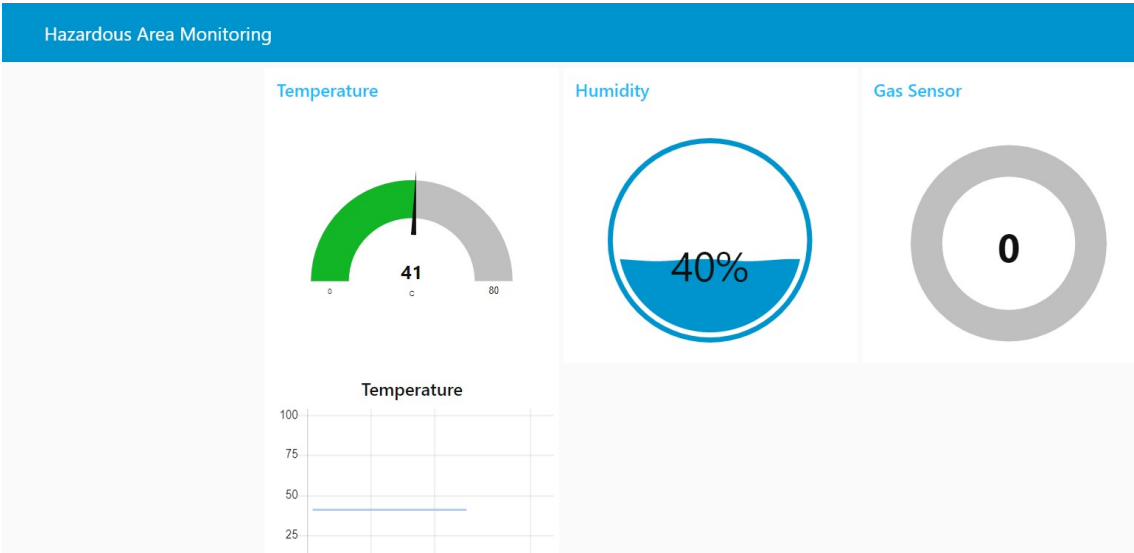 Hazardous Area Monitoring
Temperature
Humidity
Gas Sensor
41
0
C
80
40%
0
Temperature
100
75
50
25